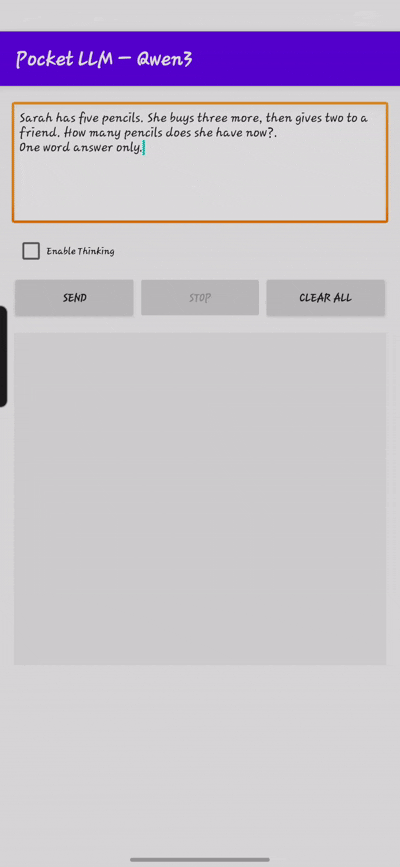 Pocket LLM – Qwen3
Sarah has five pencils. She buys three more, then gives two to a
friend. How many pencils does she have now?.
One word answer only.
Enable Thinking
SEND
STOP
CLEAR ALL